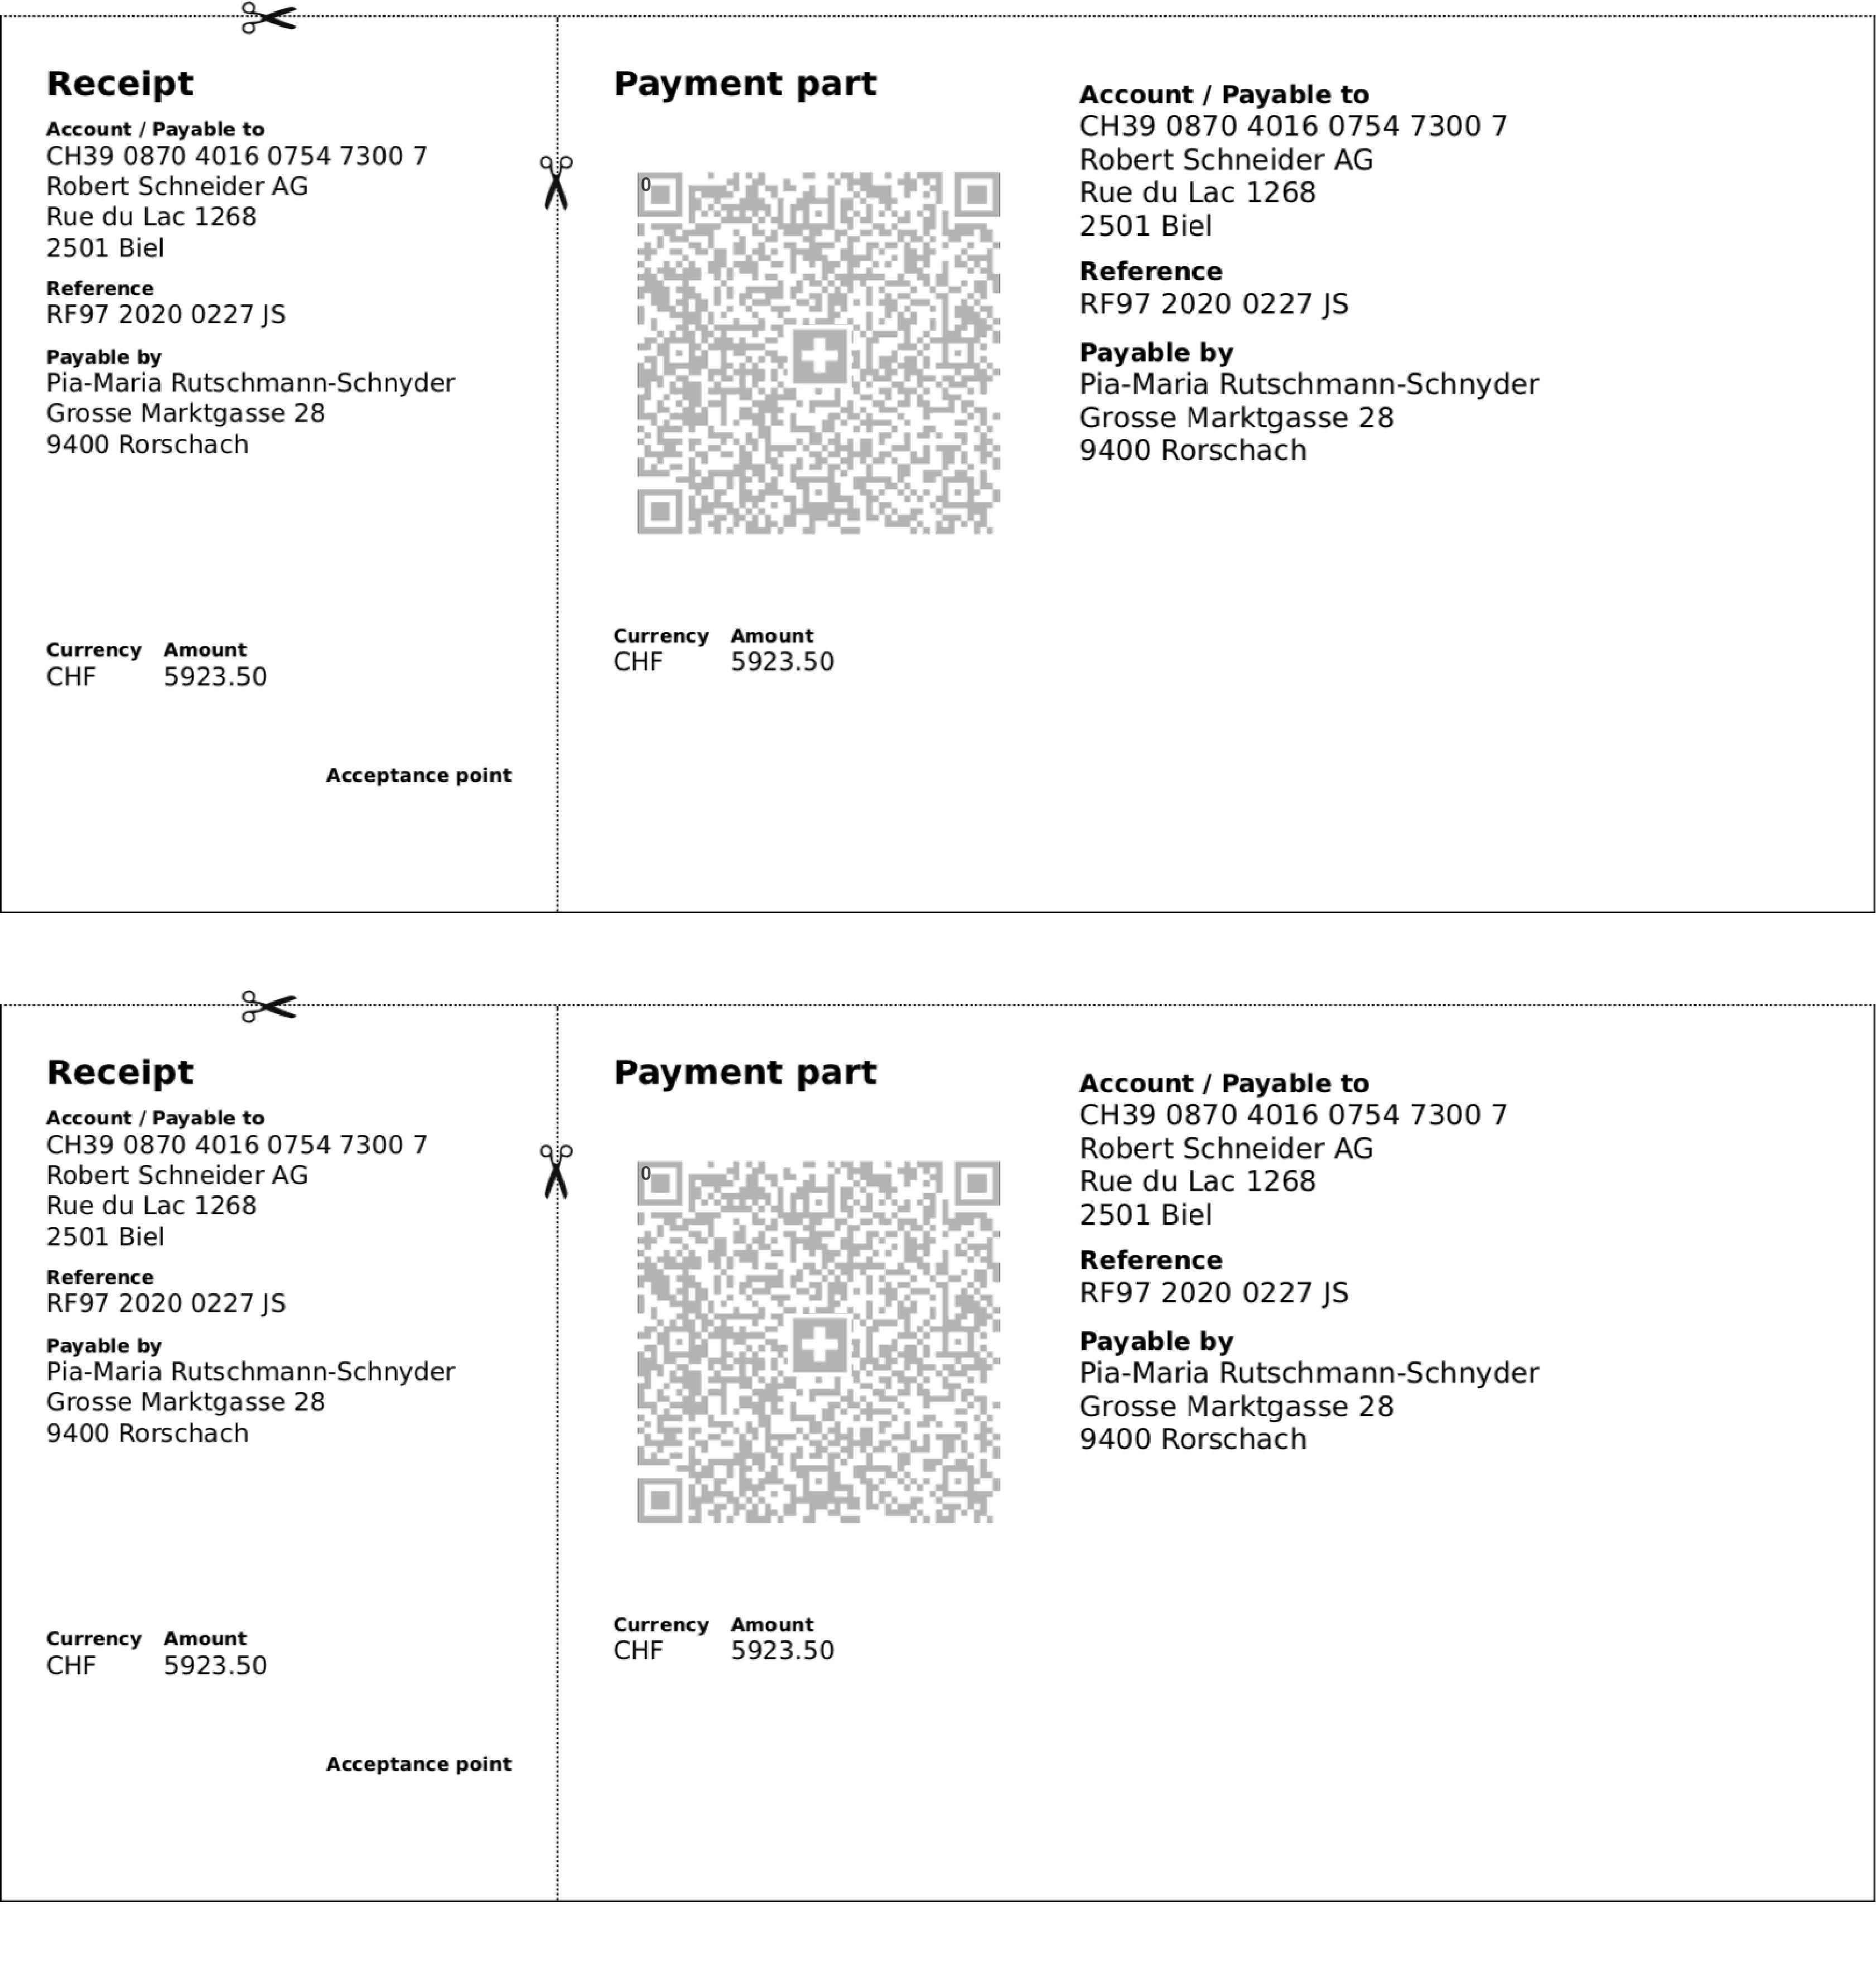 Receipt
Account / Payable to
CH39 0870 4016 0754 7300 7
Robert Schneider AG
Rue du Lac 1268
2501 Biel
Reference
RF97 2020 0227 JS
Payable by
Pia-Maria Rutschmann-Schnyder
Grosse Marktgasse 28
9400 Rorschach
Currency Amount
CHF 5923.50
Acceptance point
Payment part
0
Currency Amount
CHF 5923.50
Account / Payable to
CH39 0870 4016 0754 7300 7
Robert Schneider AG
Rue du Lac 1268
2501 Biel
Reference
RF97 2020 0227 JS
Payable by
Pia-Maria Rutschmann-Schnyder
Grosse Marktgasse 28
9400 Rorschach
Receipt
Account / Payable to
CH39 0870 4016 0754 7300 7
Robert Schneider AG
Rue du Lac 1268
2501 Biel
Reference
RF97 2020 0227 JS
Payable by
Pia-Maria Rutschmann-Schnyder
Grosse Marktgasse 28
9400 Rorschach
Currency Amount
CHF 5923.50
Acceptance point
Payment part
0
Currency Amount
CHF 5923.50
Account / Payable to
CH39 0870 4016 0754 7300 7
Robert Schneider AG
Rue du Lac 1268
2501 Biel
Reference
RF97 2020 0227 JS
Payable by
Pia-Maria Rutschmann-Schnyder
Grosse Marktgasse 28
9400 Rorschach